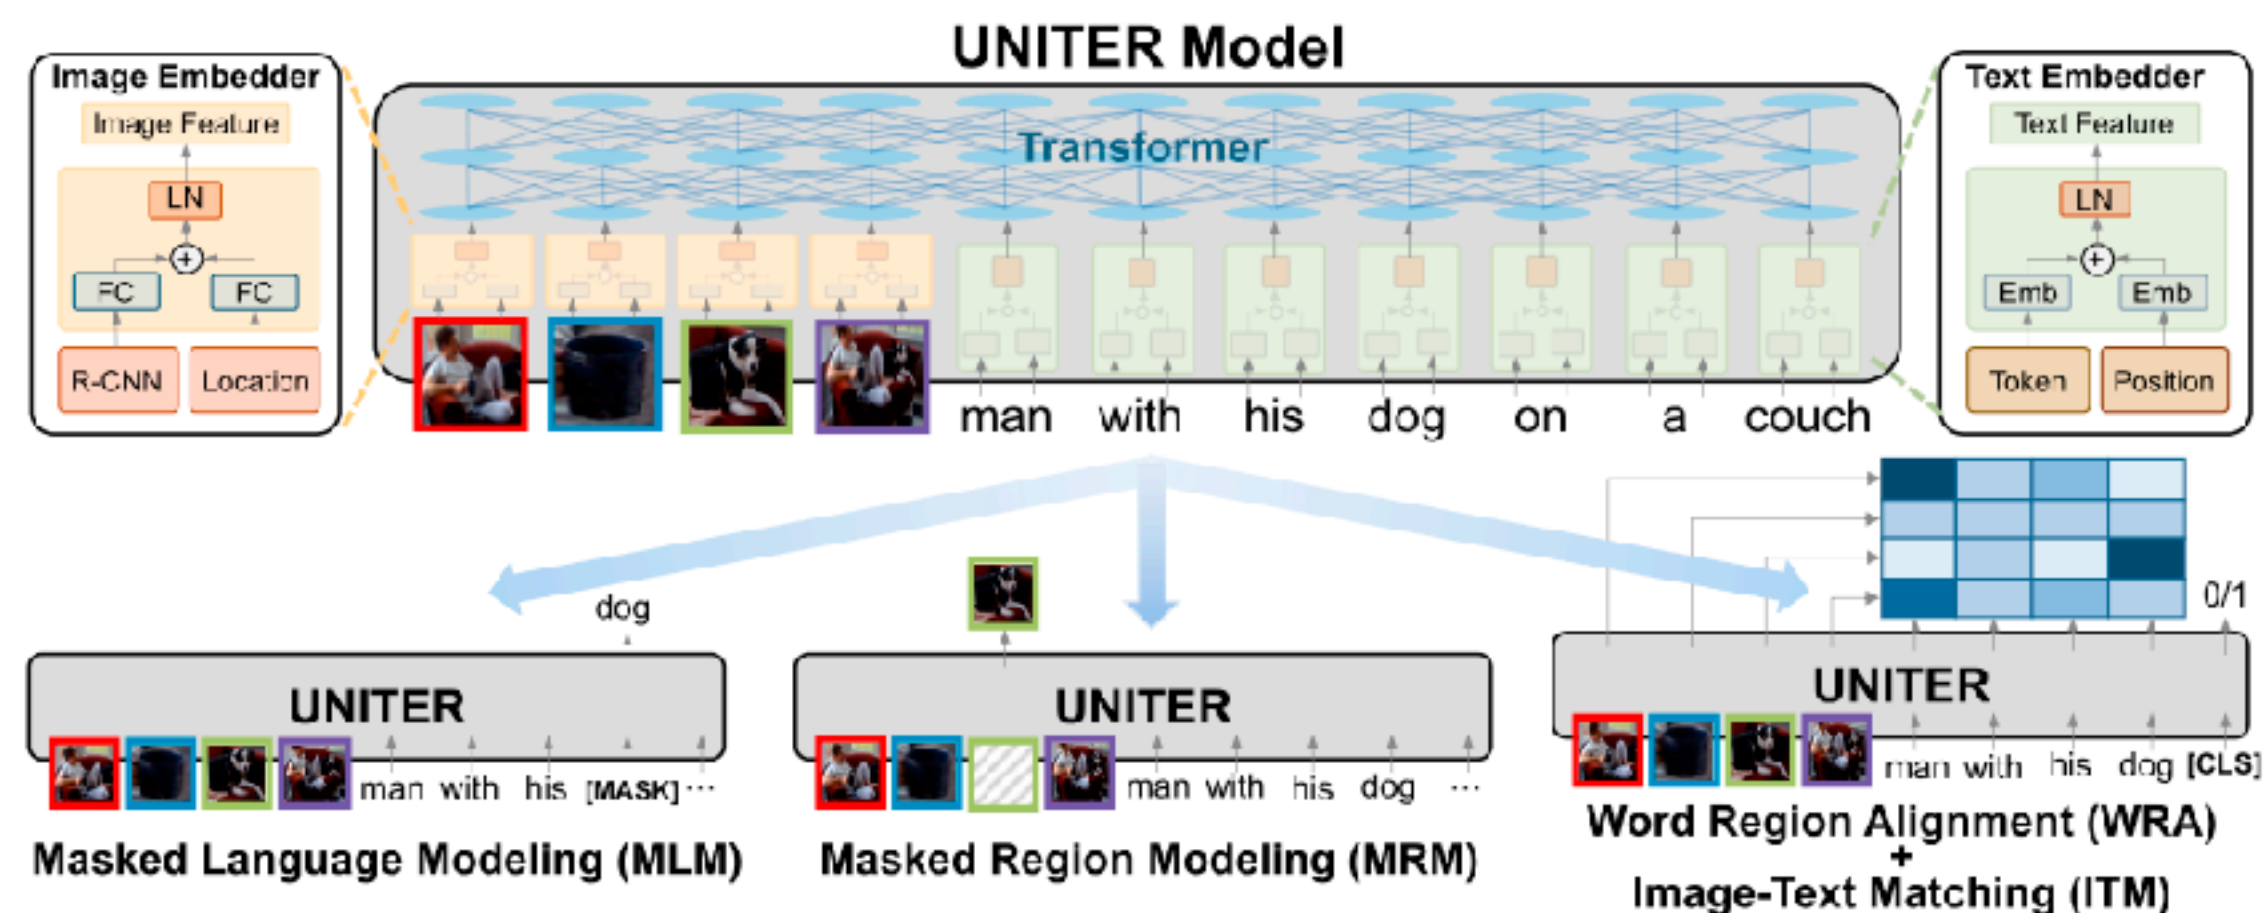 UNITER Model
Image Embedder
Image Feature
LN
+
FC
FC
R-CNN
Location
Transformer
man with his dog on a couch
Text Embedder
Text Feature
LN
+
Emb
Emb
Token
Position
dog
UNITER
man with his [MASK] ...
Masked Language Modeling (MLM)
UNITER
man with his dog ...
Masked Region Modeling (MRM)
0/1
UNITER
man with his dog [CLS]
Word Region Alignment (WRA)
+
Image-Text Matching (ITM)